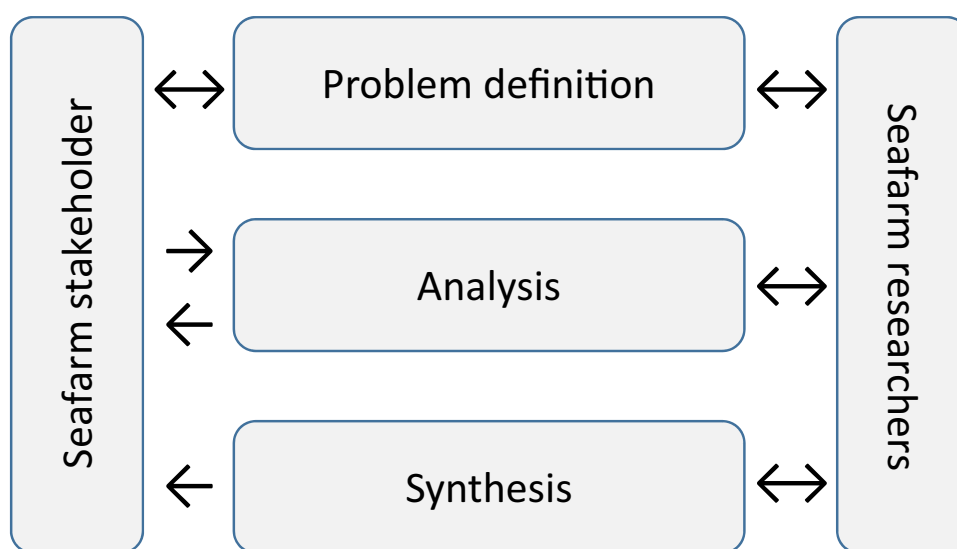 Seafarm stakeholder
Problem definition
Analysis
Synthesis
Seafarm researchers